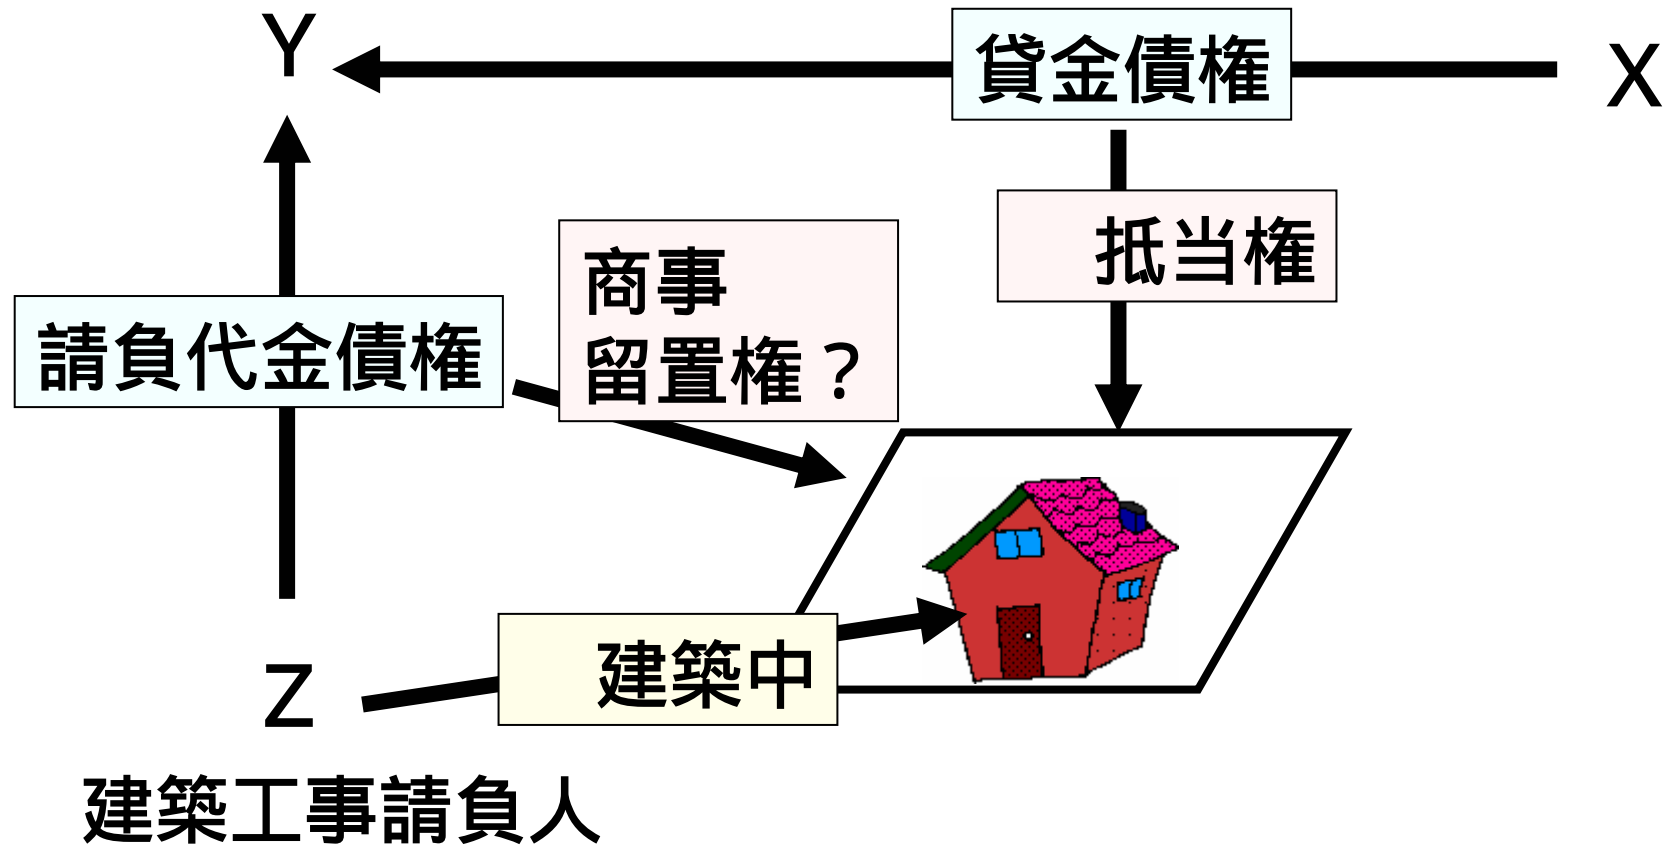 Y
貸金債権
X
抵当権
商事
留置権？
請負代金債権
建築中
Z
建築工事請負人